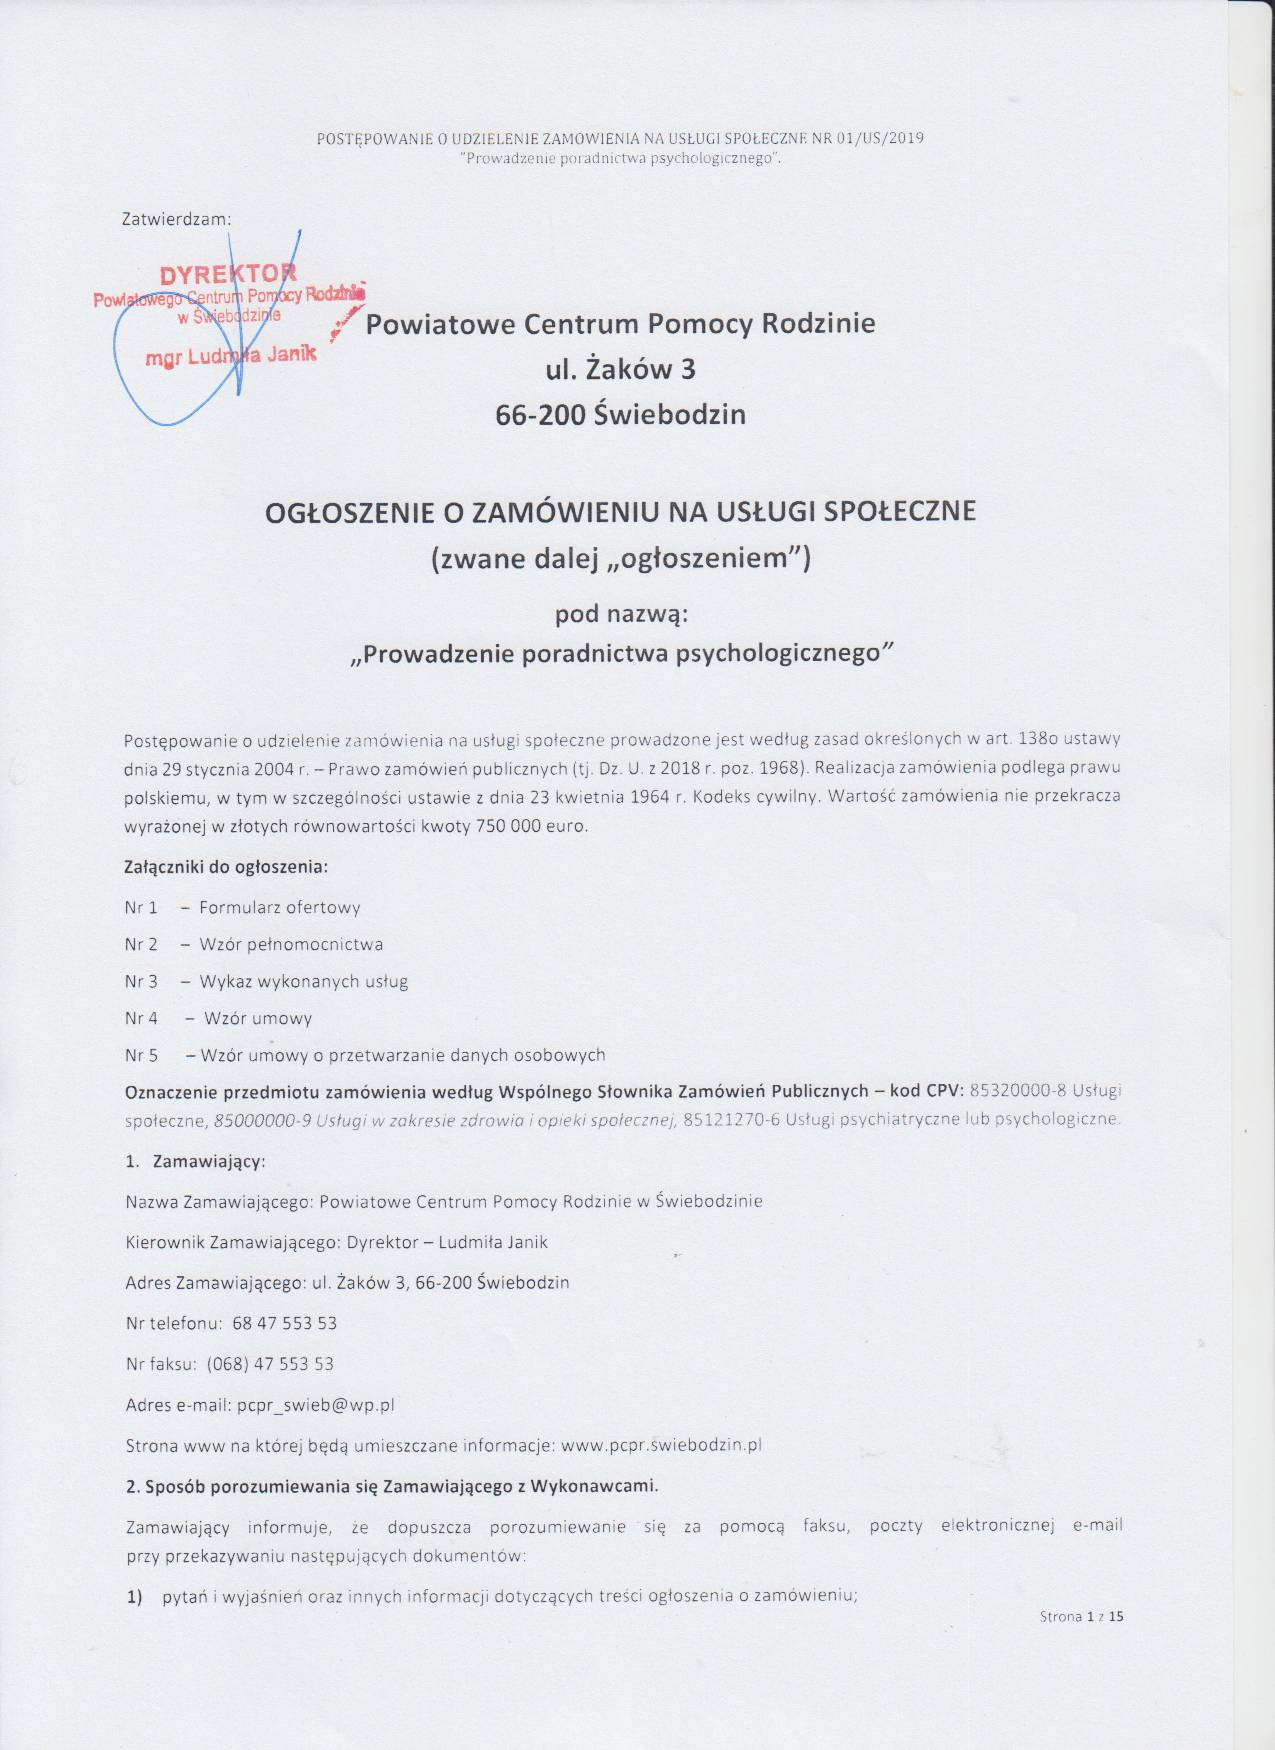 POSTĘPOWANIE O UDZIELENIE ZAMOWIENIA NA USŁUGI SPOŁECZNE NR 01/US/2019
"Prowadzenie poradnictwa psychologicznego".
Zatwierdzam:
DYREKTOR
Powiatowego Centrum Pomocy Rodzinie
w Świebodzinie
mgr Ludmiła Janik
Powiatowe Centrum Pomocy Rodzinie
ul. Żaków 3
66-200 Świebodzin
OGŁOSZENIE O ZAMÓWIENIU NA USŁUGI SPOŁECZNE
(zwane dalej „ogłoszeniem")
pod nazwą:
„Prowadzenie poradnictwa psychologicznego"
Postępowanie o udzielenie zamówienia na usługi społeczne prowadzone jest według zasad określonych w art. 138o ustawy
dnia 29 stycznia 2004 r. – Prawo zamówień publicznych (tj. Dz. U. z 2018 r. poz. 1968). Realizacja zamówienia podlega prawu
polskiemu, w tym w szczególności ustawie z dnia 23 kwietnia 1964 r. Kodeks cywilny. Wartość zamówienia nie przekracza
wyrażonej w złotych równowartości kwoty 750 000 euro.
Załączniki do ogłoszenia:
Nr 1 – Formularz ofertowy
Nr 2 – Wzór pełnomocnictwa
Nr 3 – Wykaz wykonanych usług
Nr 4 – Wzór umowy
Nr 5 – Wzór umowy o przetwarzanie danych osobowych
Oznaczenie przedmiotu zamówienia według Wspólnego Słownika Zamówień Publicznych – kod CPV: 85320000-8 Usługi
społeczne, 85000000-9 Usługi w zakresie zdrowia i opieki społecznej, 85121270-6 Usługi psychiatryczne lub psychologiczne.
1. Zamawiający:
Nazwa Zamawiającego: Powiatowe Centrum Pomocy Rodzinie w Świebodzinie
Kierownik Zamawiającego: Dyrektor – Ludmiła Janik
Adres Zamawiającego: ul. Żaków 3, 66-200 Świebodzin
Nr telefonu: 68 47 553 53
Nr faksu: (068) 47 553 53
Adres e-mail: pcpr_swieb@wp.pl
Strona www na której będą umieszczane informacje: www.pcpr.swiebodzin.pl
2. Sposób porozumiewania się Zamawiającego z Wykonawcami.
Zamawiający informuje, że dopuszcza porozumiewanie się za pomocą faksu, poczty elektronicznej e-mail
przy przekazywaniu następujących dokumentów:
1) pytań i wyjaśnień oraz innych informacji dotyczących treści ogłoszenia o zamówieniu;
Strona 1 z 15